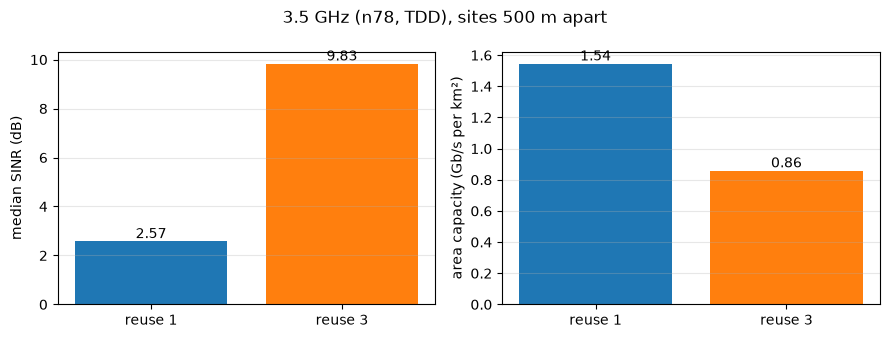 3.5 GHz (n78, TDD), sites 500 m apart
median SINR (dB)
10
8
6
4
2
0
2.57
9.83
reuse 1
reuse 3
area capacity (Gb/s per km²)
1.6
1.4
1.2
1.0
0.8
0.6
0.4
0.2
0.0
1.54
0.86
reuse 1
reuse 3